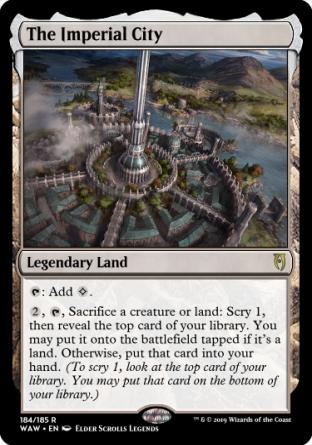 The Imperial City
Legendary Land
: Add .
2, , Sacrifice a creature or land: Scry 1,
then reveal the top card of your library. You
may put it onto the battlefield tapped if it's a
land. Otherwise, put that card into your
hand. (To scry 1, look at the top card of your
library. You may put that card on the bottom of
your library.)
184/185 R
WAW • EN Elder Scrolls Legends
™ & © 2019 Wizards of the Coast